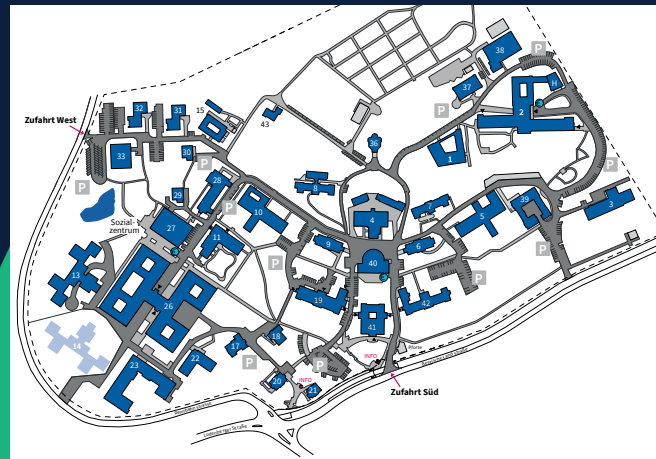 38
P
P
37
H
P
2
32
31
15
43
Zufahrt West
36
1
33
30
P
28
8
P
29
P
10
7
39
3
4
5
Sozial-
zentrum
27
11
9
6
P
40
P
P
13
26
19
42
14
41
18
17
Pforte
22
P
INFO
P
23
20
INFO
21
Zufahrt Süd